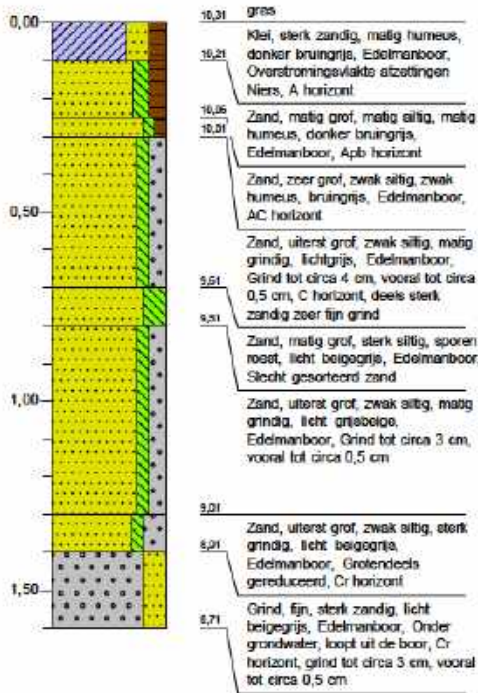 0,00
0,50
1,00
1,50
10,31
gras
Klei, sterk zandig, matig humeus,
donker bruingrijs, Edelmanboor,
Overstromingsvlakte afzettingen
Niers, A horizont
10,21
10,06
Zand, matig grof, matig siltig, matig
humeus, donker bruingrijs,
Edelmanboor, Apb horizont
10,01
Zand, zeer grof, zwak siltig, zwak
humeus, bruingrijs, Edelmanboor,
AC horizont
Zand, uiterst grof, zwak siltig, matig
grindig, lichtgrijs, Edelmanboor,
Grind tot circa 4 cm, vooral tot circa
0,5 cm, C horizont, deels sterk
zandig zeer fijn grind
9,61
9,51
Zand, matig grof, sterk siltig, sporen
roest, licht beigegrijs, Edelmanboor,
Slecht gesorteerd zand
Zand, uiterst grof, zwak siltig, matig
grindig, licht grijsbeige,
Edelmanboor, Grind tot circa 3 cm,
vooral tot circa 0,5 cm
9,01
Zand, uiterst grof, zwak siltig, sterk
grindig, licht beigegrijs,
Edelmanboor, Grotendeels
gereduceerd, Cr horizont
8,91
Grind, fijn, sterk zandig, licht
beigegrijs, Edelmanboor, Onder
grondwater, loopt uit de boor, Cr
horizont, grind tot circa 3 cm, vooral
tot circa 0,5 cm
8,71